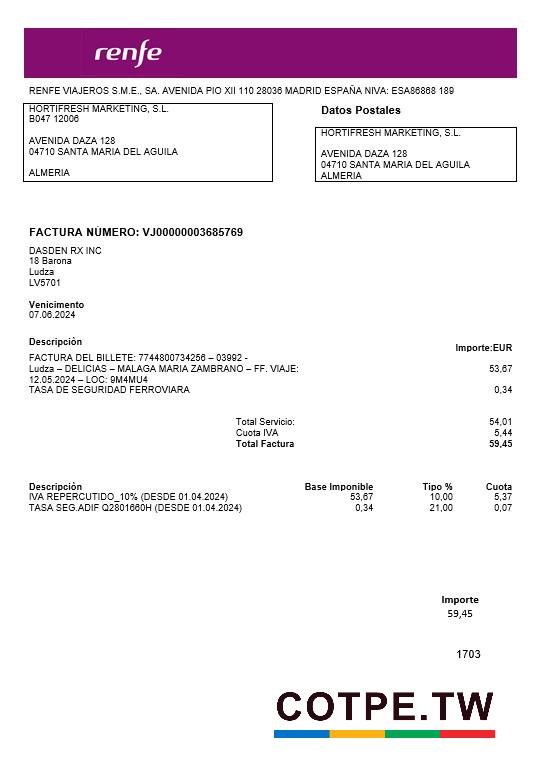 renfe
RENFE VIAJEROS S.M.E., SA. AVENIDA PIO XII 110 28036 MADRID ESPAÑA NIVA: ESA86868 189
HORTIFRESH MARKETING, S.L.
B047 12006
AVENIDA DAZA 128
04710 SANTA MARIA DEL AGUILA
ALMERIA
Datos Postales
HORTIFRESH MARKETING, S.L.
AVENIDA DAZA 128
04710 SANTA MARIA DEL AGUILA
ALMERIA
FACTURA NÚMERO: VJ00000003685769
DASDEN RX INC
18 Barona
Ludza
LV5701
Venicimento
07.06.2024
Descripciòn Importe:EUR
FACTURA DEL BILLETE: 7744800734256 – 03992 -
Ludza – DELICIAS – MALAGA MARIA ZAMBRANO – FF. VIAJE: 53,67
12.05.2024 – LOC: 9M4MU4
TASA DE SEGURIDAD FERROVIARA 0,34
Total Servicio: 54,01
Cuota IVA 5,44
Total Factura 59,45
Descripciòn Base Imponible Tipo % Cuota
IVA REPERCUTIDO_10% (DESDE 01.04.2024) 53,67 10,00 5,37
TASA SEG.ADIF Q2801660H (DESDE 01.04.2024) 0,34 21,00 0,07
Importe
59,45
1703
COTPE.TW